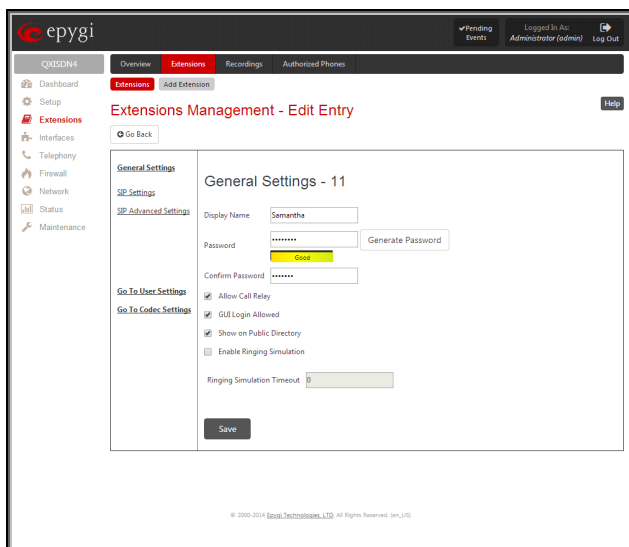 epygi
✔Pending Events
Logged In As:
Administrator (admin)
Log Out
QXISDN4
Overview
Extensions
Recordings
Authorized Phones
Dashboard
Setup
Extensions
Interfaces
Telephony
Firewall
Network
Status
Maintenance
Extensions
Add Extension
Extensions Management - Edit Entry
Help
Go Back
General Settings
SIP Settings
SIP Advanced Settings
Go To User Settings
Go To Codec Settings
General Settings - 11
Display Name Samantha
Password •••••••• Generate Password
Good
Confirm Password •••••••
Allow Call Relay
GUI Login Allowed
Show on Public Directory
Enable Ringing Simulation
Ringing Simulation Timeout 0
Save
© 2000-2014 Epygi Technologies, LTD. All Rights Reserved. (en_US)